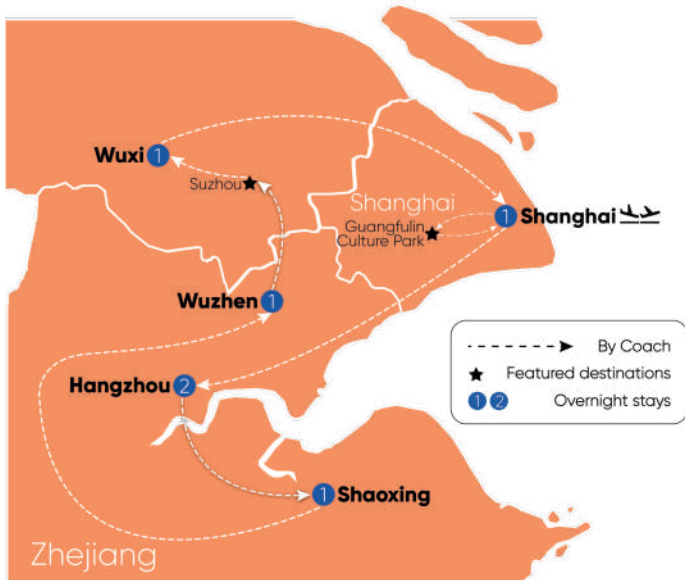 Wuxi 1
Suzhou
Shanghai
1 Shanghai
Guangfulin
Culture Park
Wuzhen 1
By Coach
Featured destinations
1 2 Overnight stays
Hangzhou 2
1 Shaoxing
Zhejiang